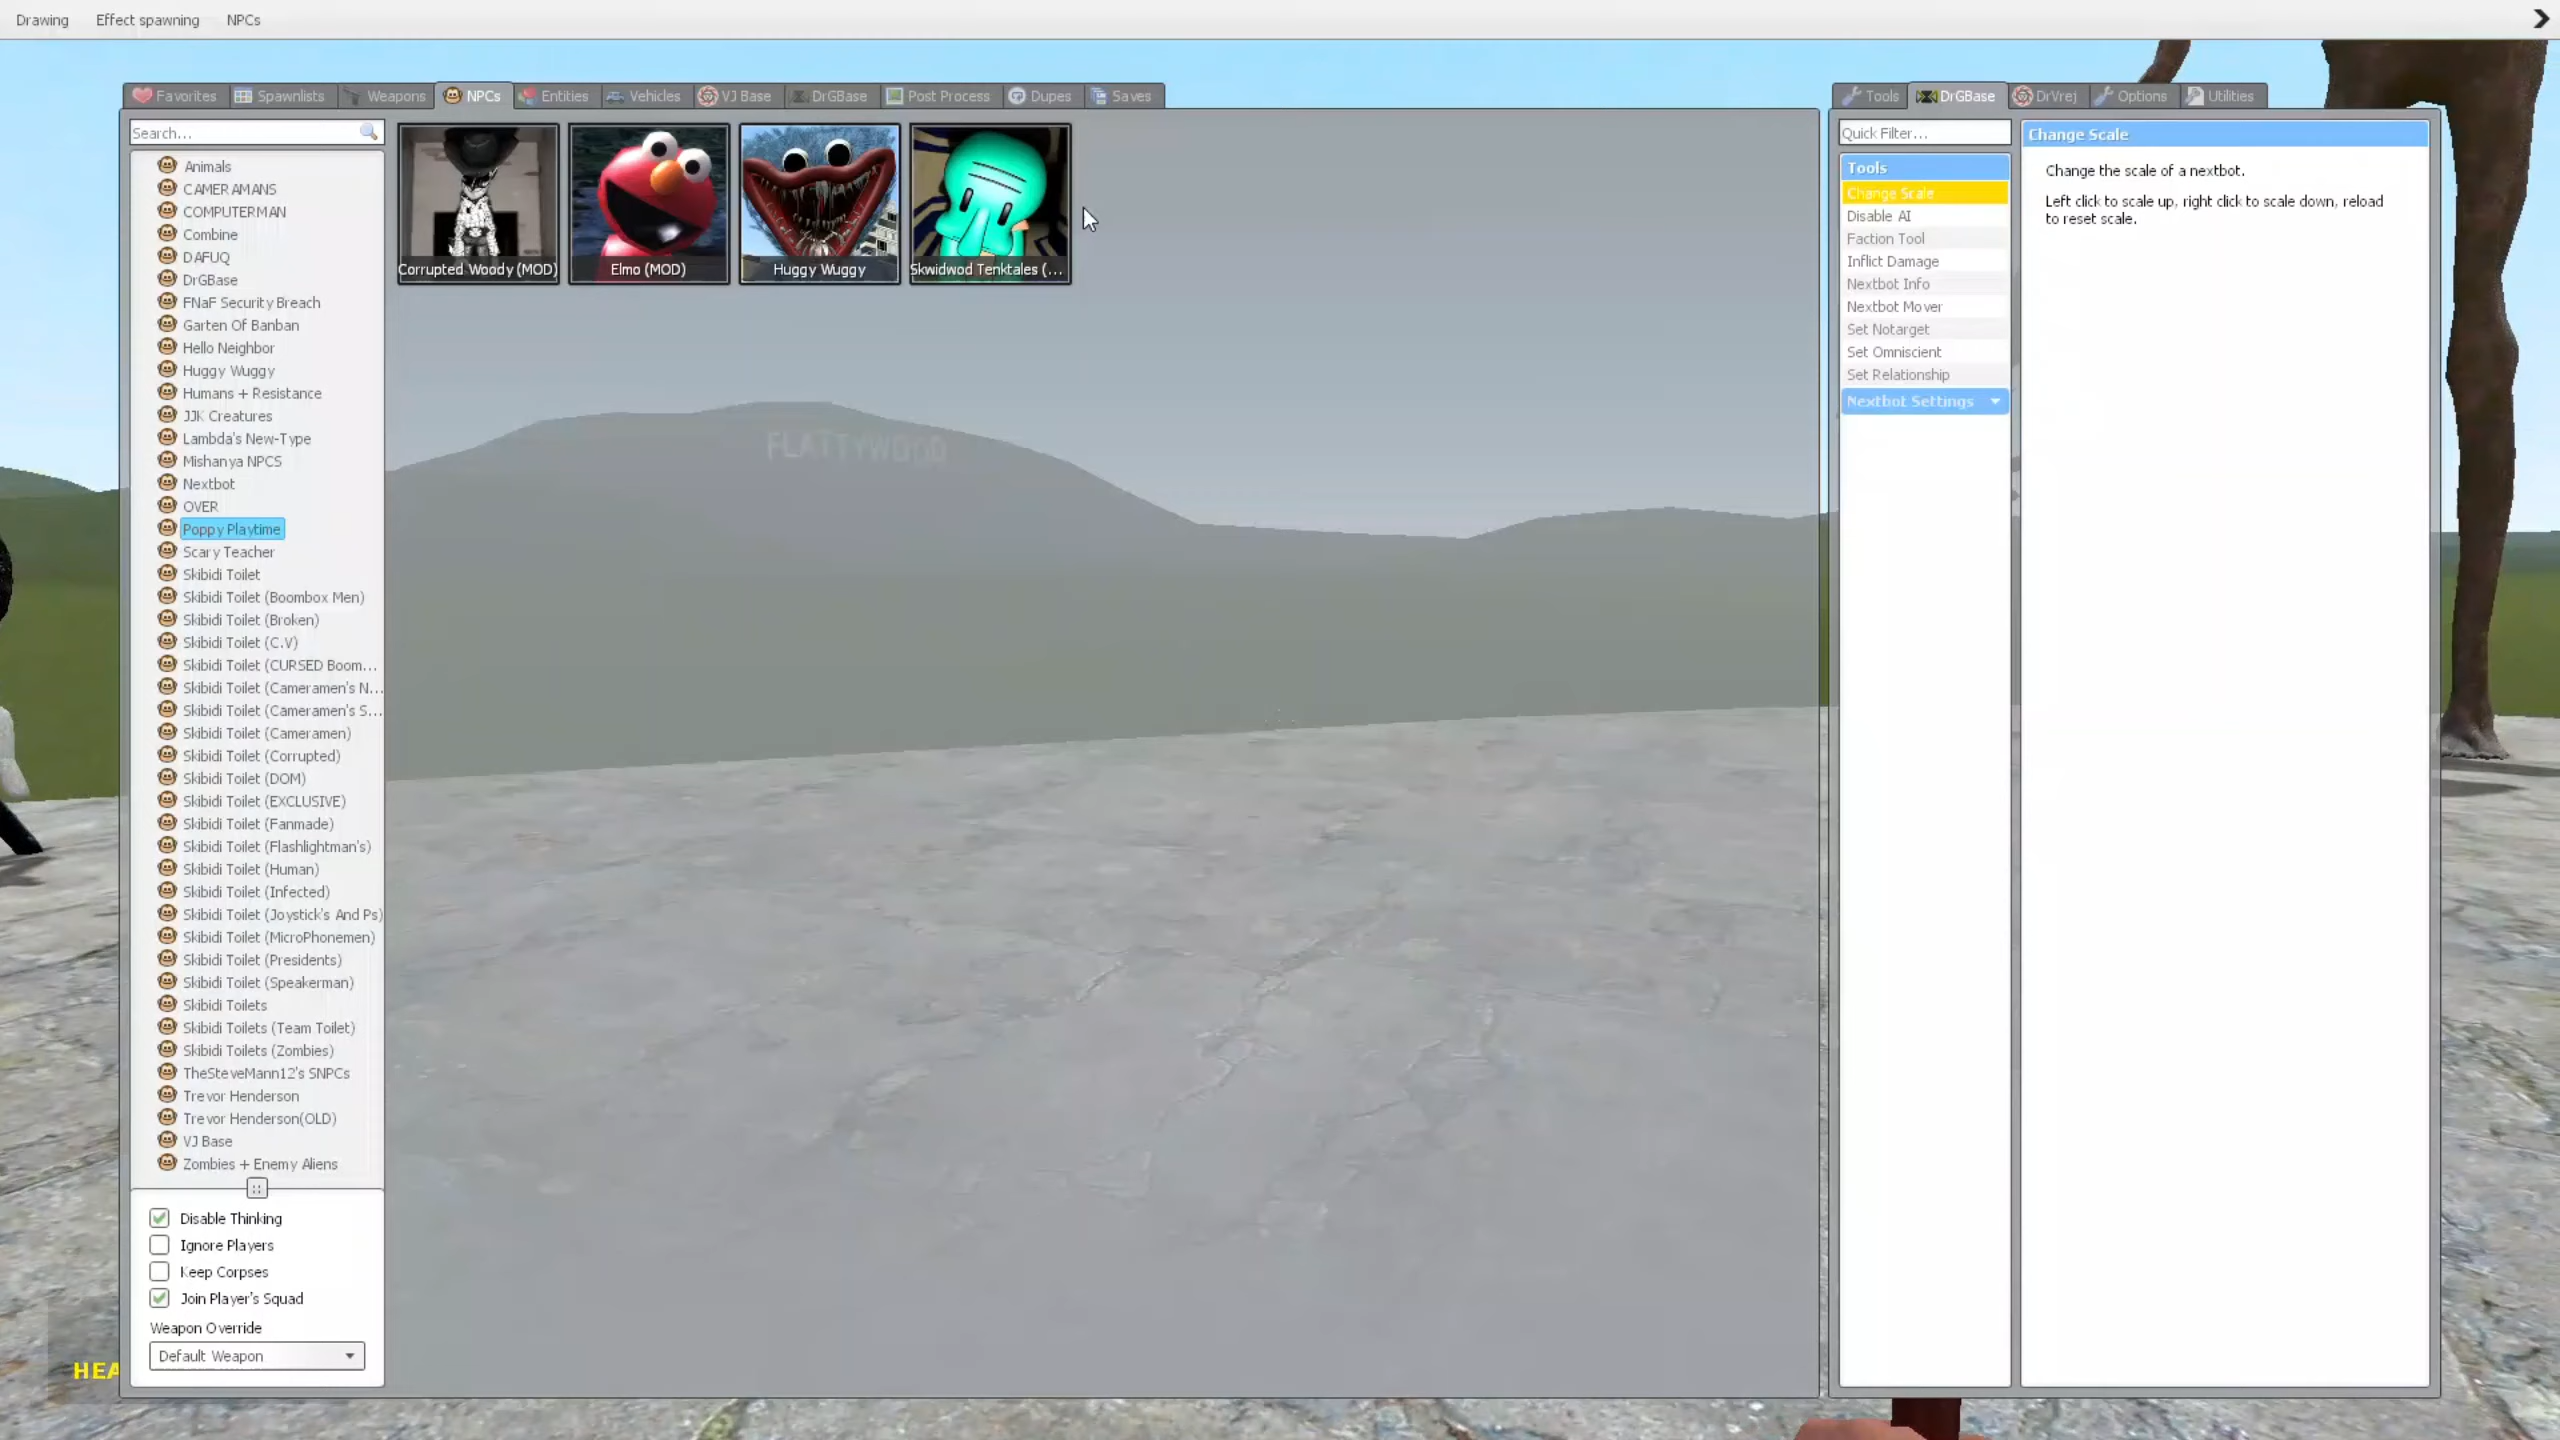 Drawing Effect spawning NPCs
Favorites Spawnlists Weapons NPCs Entities Vehicles VJ Base DrGBase Post Process Dupes Saves
Search...
Animals
CAMERAMANS
COMPUTERMAN
Combine
DAFUQ
DrGBase
FNaF Security Breach
Garten Of Banban
Hello Neighbor
Huggy Wuggy
Humans + Resistance
JJK Creatures
Lambda's New-Type
Mishanya NPCS
Nextbot
OVER
Poppy Playtime
Scary Teacher
Skibidi Toilet
Skibidi Toilet (Boombox Men)
Skibidi Toilet (Broken)
Skibidi Toilet (C.V)
Skibidi Toilet (CURSED Boom...
Skibidi Toilet (Cameramen's N...
Skibidi Toilet (Cameramen's S...
Skibidi Toilet (Cameramen)
Skibidi Toilet (Corrupted)
Skibidi Toilet (DOM)
Skibidi Toilet (EXCLUSIVE)
Skibidi Toilet (Fanmade)
Skibidi Toilet (Flashlightman's)
Skibidi Toilet (Human)
Skibidi Toilet (Infected)
Skibidi Toilet (Joystick's And Ps)
Skibidi Toilet (MicroPhonemen)
Skibidi Toilet (Presidents)
Skibidi Toilet (Speakerman)
Skibidi Toilets
Skibidi Toilets (Team Toilet)
Skibidi Toilets (Zombies)
TheSteveMann12's SNPCs
Trevor Henderson
Trevor Henderson(OLD)
VJ Base
Zombies + Enemy Aliens
Disable Thinking
Ignore Players
Keep Corpses
Join Player's Squad
Weapon Override
Default Weapon
HEA
Corrupted Woody (MOD) Elmo (MOD) Huggy Wuggy Skwidwod Tenktales (...
FLATTYWOOD
Tools DrGBase DrVrej Options Utilities
Quick Filter...
Tools
Change Scale
Disable AI
Faction Tool
Inflict Damage
Nextbot Info
Nextbot Mover
Set Notarget
Set Omniscient
Set Relationship
Nextbot Settings
Change Scale
Change the scale of a nextbot.
Left click to scale up, right click to scale down, reload
to reset scale.